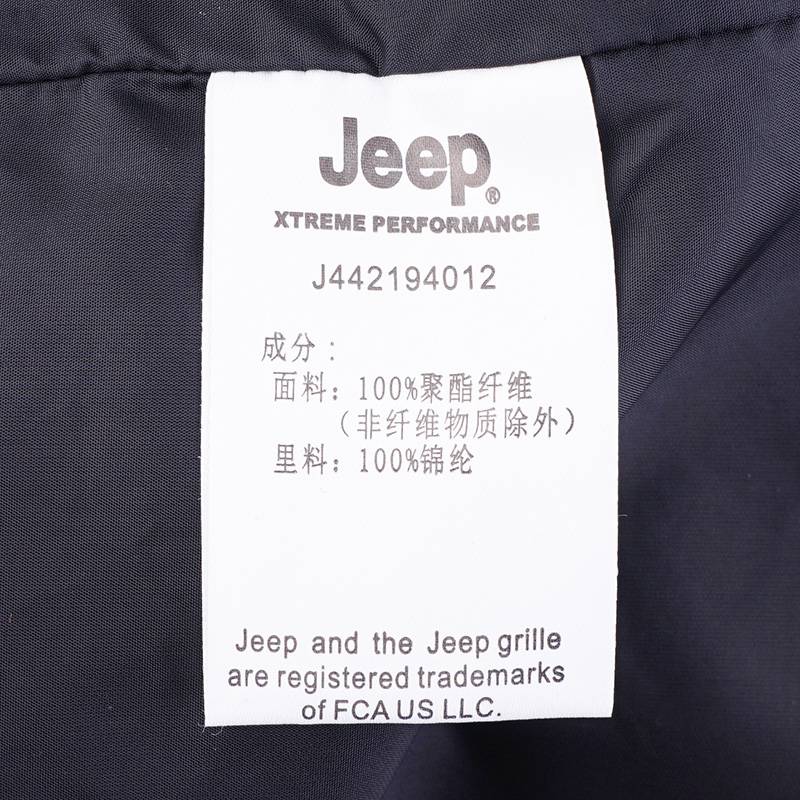 Jeep®
XTREME PERFORMANCE
J442194012
成分：
面料：100%聚酯纤维
（非纤维物质除外）
里料：100%锦纶
Jeep and the Jeep grille
are registered trademarks
of FCA US LLC.